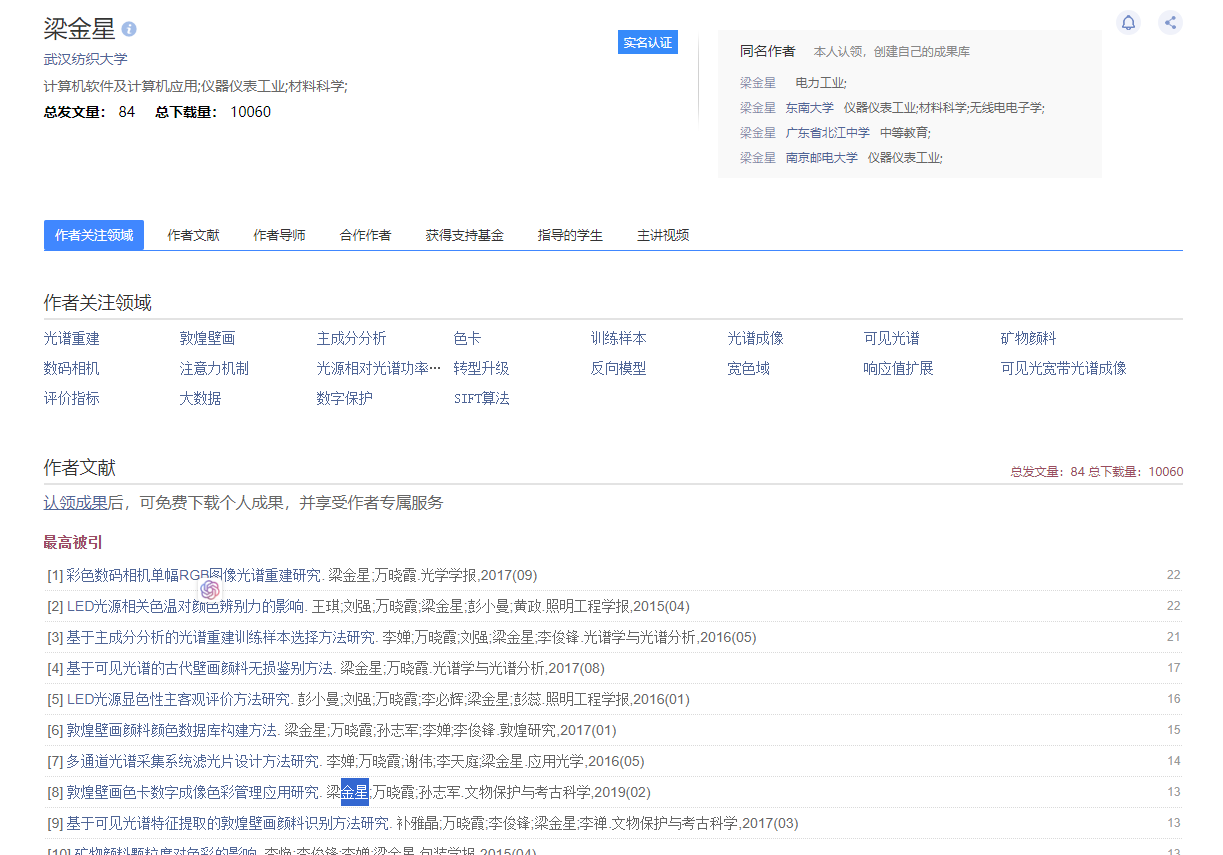 梁金星
武汉纺织大学
计算机软件及计算机应用;仪器仪表工业;材料科学;
总发文量： 84 总下载量： 10060
实名认证
同名作者 本人认领，创建自己的成果库
梁金星 电力工业;
梁金星 东南大学 仪器仪表工业;材料科学;无线电电子学;
梁金星 广东省北江中学 中等教育;
梁金星 南京邮电大学 仪器仪表工业;
作者关注领域 作者文献 作者导师 合作作者 获得支持基金 指导的学生 主讲视频
作者关注领域
光谱重建 敦煌壁画 主成分分析 色卡 训练样本 光谱成像 可见光谱 矿物颜料
数码相机 注意力机制 光源相对光谱功率… 转型升级 反向模型 宽色域 响应值扩展 可见光宽带光谱成像
评价指标 大数据 数字保护 SIFT算法
作者文献 总发文量：84 总下载量：10060
认领成果后，可免费下载个人成果，并享受作者专属服务
最高被引
[1] 彩色数码相机单幅RGB图像光谱重建研究. 梁金星;万晓霞.光学学报,2017(09) 22
[2] LED光源相关色温对颜色辨别力的影响. 王琪;刘强;万晓霞;梁金星;彭小曼;黄政.照明工程学报,2015(04) 22
[3] 基于主成分分析的光谱重建训练样本选择方法研究. 李婵;万晓霞;刘强;梁金星;李俊锋.光谱学与光谱分析,2016(05) 21
[4] 基于可见光谱的古代壁画颜料无损鉴别方法. 梁金星;万晓霞.光谱学与光谱分析,2017(08) 17
[5] LED光源显色性主客观评价方法研究. 彭小曼;刘强;万晓霞;李必辉;梁金星;彭蕊.照明工程学报,2016(01) 16
[6] 敦煌壁画颜料颜色数据库构建方法. 梁金星;万晓霞;孙志军;李婵;李俊锋.敦煌研究,2017(01) 15
[7] 多通道光谱采集系统滤光片设计方法研究. 李婵;万晓霞;谢伟;李天庭;梁金星.应用光学,2016(05) 14
[8] 敦煌壁画色卡数字成像色彩管理应用研究. 梁金星;万晓霞;孙志军.文物保护与考古科学,2019(02) 13
[9] 基于可见光谱特征提取的敦煌壁画颜料识别方法研究. 补雅晶;万晓霞;李俊锋;梁金星;李禅.文物保护与考古科学,2017(03) 13
[10] 矿物颜料颗粒度对色彩的影响. 李焕;李俊锋;李婵;梁金星.包装学报,2015(04) 13